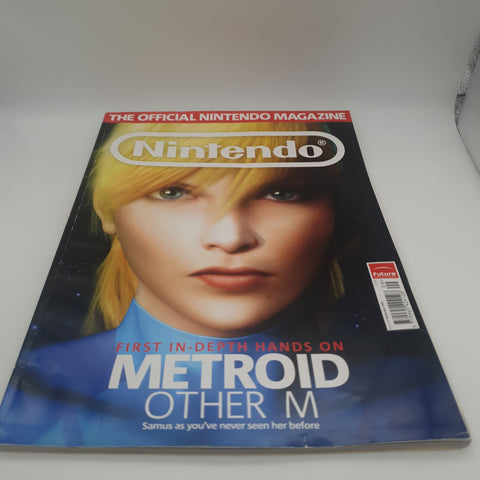 THE OFFICIAL NINTENDO MAGAZINE
Nintendo®
Future
FIRST IN-DEPTH HANDS ON
METROID
OTHER M
Samus as you've never seen her before